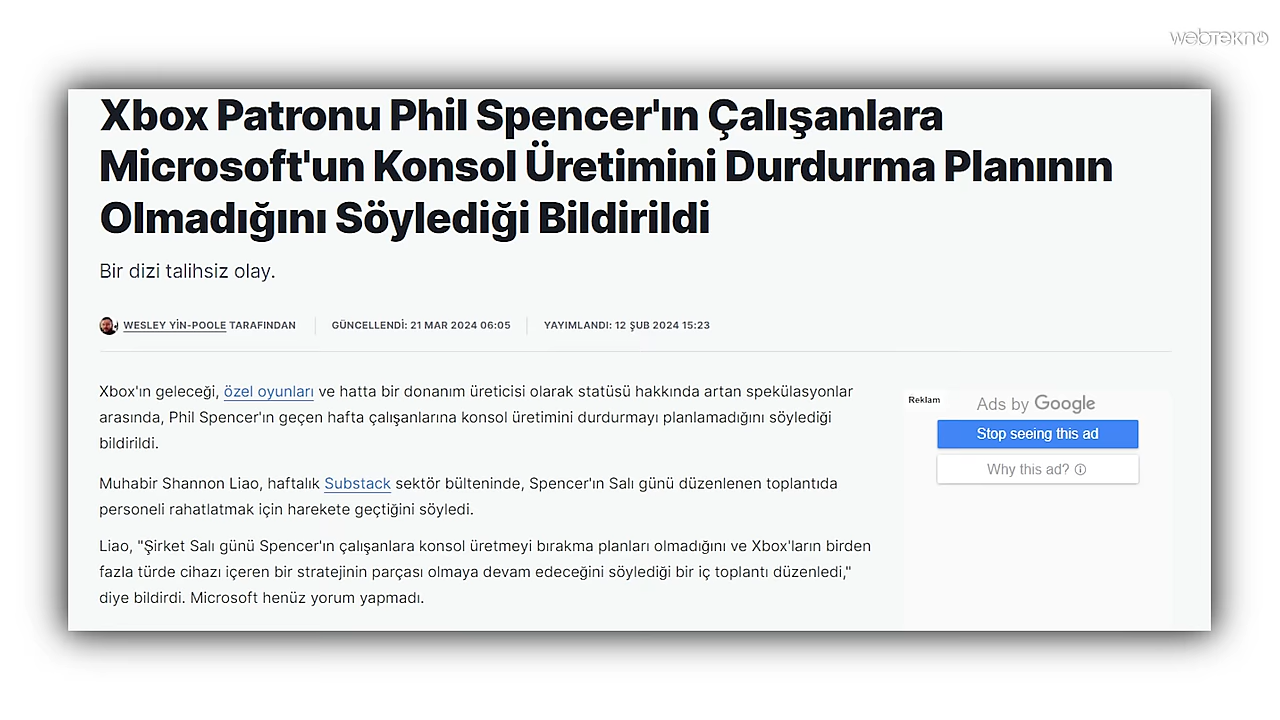 webtekno
Xbox Patronu Phil Spencer'ın Çalışanlara
Microsoft'un Konsol Üretimini Durdurma Planının
Olmadığını Söylediği Bildirildi
Bir dizi talihsiz olay.
WESLEY YİN-POOLE TARAFINDAN
GÜNCELLENDİ: 21 MAR 2024 06:05
YAYIMLANDI: 12 ŞUB 2024 15:23
Xbox'ın geleceği, özel oyunları ve hatta bir donanım üreticisi olarak statüsü hakkında artan spekülasyonlar
arasında, Phil Spencer'ın geçen hafta çalışanlarına konsol üretimini durdurmayı planlamadığını söylediği
bildirildi.
Muhabir Shannon Liao, haftalık Substack sektör bülteninde, Spencer'ın Salı günü düzenlenen toplantıda
personeli rahatlatmak için harekete geçtiğini söyledi.
Liao, "Şirket Salı günü Spencer'ın çalışanlara konsol üretmeyi bırakma planları olmadığını ve Xbox'ların birden
fazla türde cihazı içeren bir stratejinin parçası olmaya devam edeceğini söylediği bir iç toplantı düzenledi,"
diye bildirdi. Microsoft henüz yorum yapmadı.
Reklam
Ads by Google
Stop seeing this ad
Why this ad?